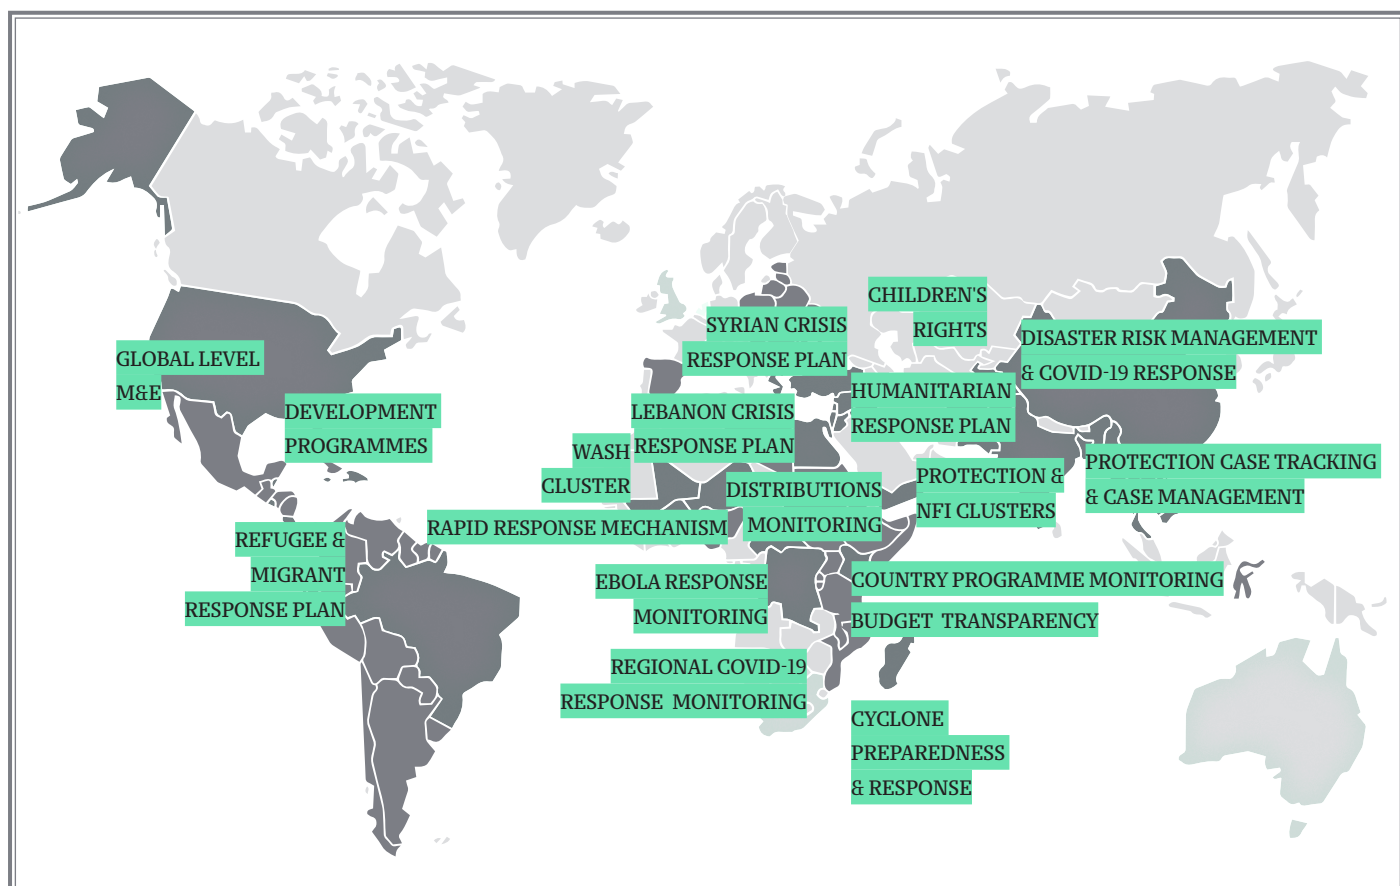 CHILDREN'S
RIGHTS
SYRIAN CRISIS
RESPONSE PLAN
DISASTER RISK MANAGEMENT
& COVID-19 RESPONSE
GLOBAL LEVEL
M&E
HUMANITARIAN
RESPONSE PLAN
DEVELOPMENT
PROGRAMMES
LEBANON CRISIS
RESPONSE PLAN
WASH
CLUSTER
PROTECTION CASE TRACKING
& CASE MANAGEMENT
PROTECTION &
NFI CLUSTERS
DISTRIBUTIONS
MONITORING
RAPID RESPONSE MECHANISM
REFUGEE &
MIGRANT
RESPONSE PLAN
EBOLA RESPONSE
MONITORING
COUNTRY PROGRAMME MONITORING
BUDGET TRANSPARENCY
REGIONAL COVID-19
RESPONSE MONITORING
CYCLONE
PREPAREDNESS
& RESPONSE